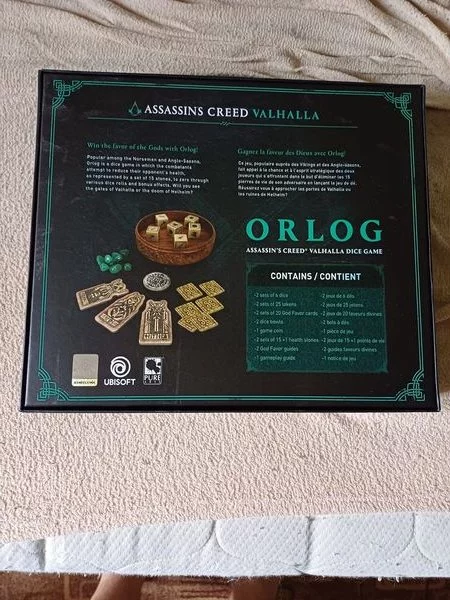 ASSASSINS CREED VALHALLA
Win the favor of the Gods with Orlog!
Popular among the Norsemen and Anglo-Saxons,
Orlog is a dice game in which the combatants
attempt to reduce their opponent's health,
as represented by a set of 15 stones, to zero through
various dice rolls and bonus effects. Will you see
the gates of Valhalla or the doom of Helheim?
Gagnez la faveur des Dieux avec Orlog!
Ce jeu, populaire auprès des Vikings et des Anglo-Saxons,
fait appel à la chance et à l'esprit stratégique des deux
joueurs qui s'affrontent dans le but d'éliminer les 15
pierres de vie de son adversaire en lançant le jeu de dé.
Réussirez vous à approcher les portes de Valhalla ou
les ruines de Helheim?
ORLOG
ASSASSIN'S CREED® VALHALLA DICE GAME
CONTAINS / CONTIENT
-2 sets of 6 dice
-2 sets of 25 tokens
-2 sets of 20 God Favor cards
-2 dice bowls
-1 game coin
-2 sets of 15 +1 health stones
-2 God Favor guides
-1 gameplay guide
-2 jeux de 6 dés
-2 jeux de 25 jetons
-2 jeux de 20 faveurs divines
-2 bols à dés
-1 pièce de jeu
-2 jeux de 15 +1 points de vie
-2 guides faveurs divines
-1 notice de jeu
UBISOFT
PURE
ARTS